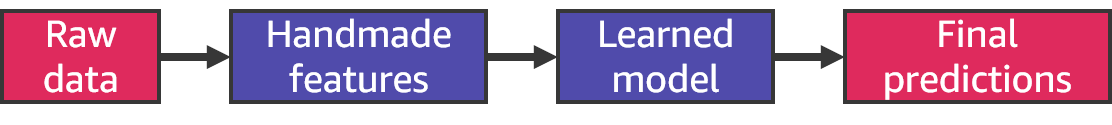 Raw
data
Handmade
features
Learned
model
Final
predictions